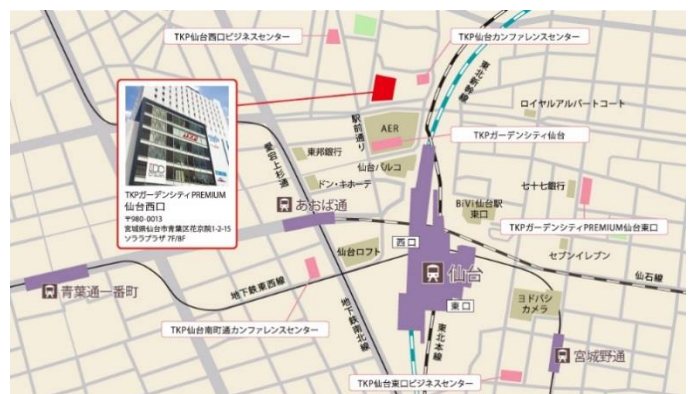 TKP仙台西口ビジネスセンター
TKP仙台カンファレンスセンター
東北新幹線
ロイヤルアルバートコート
駅前通り
AER
TKPガーデンシティ仙台
愛宕上杉通
東邦銀行
仙台パルコ
ドン・キホーテ
TKPガーデンシティPREMIUM
仙台西口
〒980-0013
宮城県仙台市青葉区花京院1-2-15
ソララプラザ 7F/8F
あおば通
BiVi仙台駅
東口
七十七銀行
TKPガーデンシティPREMIUM仙台東口
西口
仙台ロフト
セブンイレブン
仙台
仙石線
青葉通一番町
地下鉄東西線
東口
ヨドバシ
カメラ
TKP仙台南町通カンファレンスセンター
地下鉄南北線
東北本線
宮城野通
TKP仙台東口ビジネスセンター